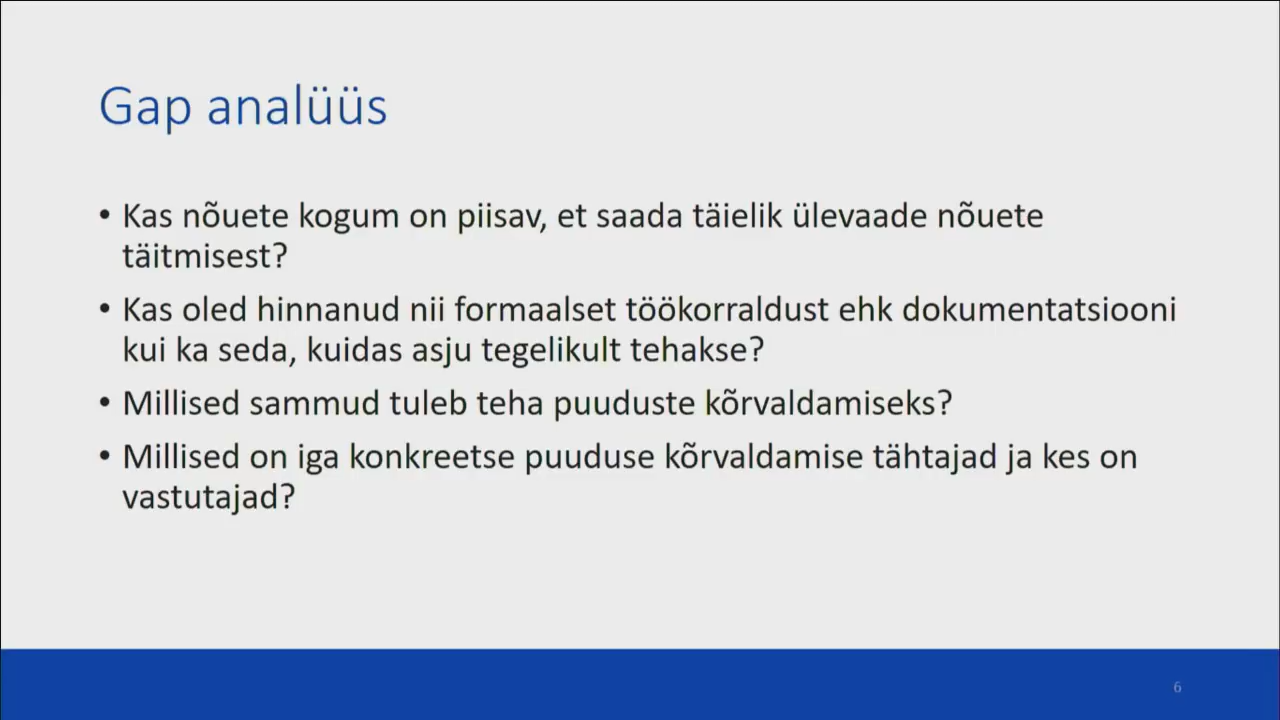 Gap analüüs
• Kas nõuete kogum on piisav, et saada täielik ülevaade nõuete
täitmisest?
• Kas oled hinnanud nii formaalset töökorraldust ehk dokumentatsiooni
kui ka seda, kuidas asju tegelikult tehakse?
• Millised sammud tuleb teha puuduste kõrvaldamiseks?
• Millised on iga konkreetse puuduse kõrvaldamise tähtajad ja kes on
vastutajad?
6